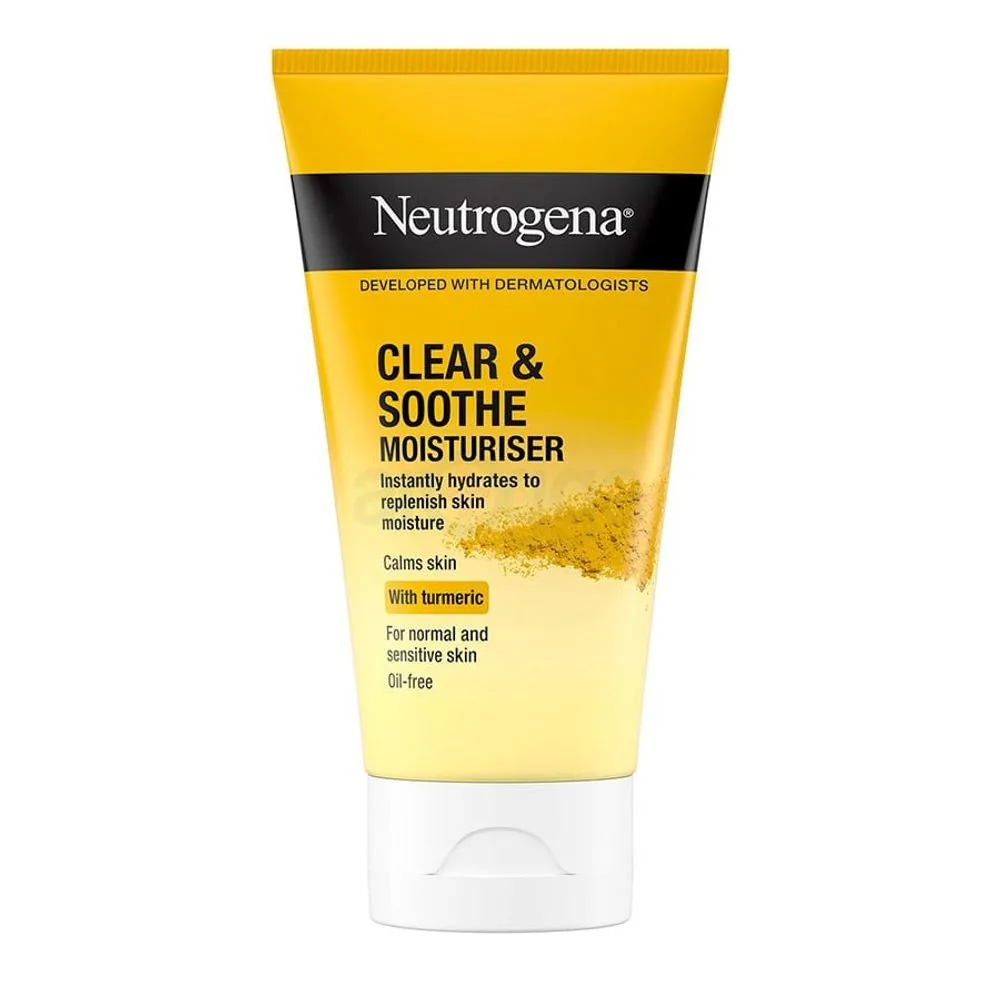 Neutrogena®
DEVELOPED WITH DERMATOLOGISTS
CLEAR &
SOOTHE
MOISTURISER
Instantly hydrates to
replenish skin
moisture
Calms skin
With turmeric
For normal and
sensitive skin
Oil-free